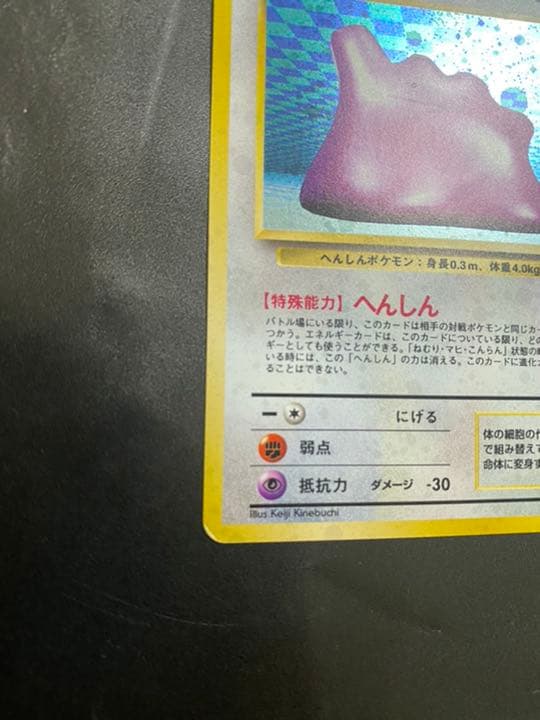 へんしんポケモン：身長0.3m、体重4.0kg
【特殊能力】へんしん
バトル場にいる限り、このカードは相手の対戦ポケモンと同じカー
つかう。エネルギーカードは、このカードについている限り、どの
ギーとしても使うことができる。「ねむり・マヒ・こんらん」状態の
いる時には、この「へんしん」の力は消える。このカードに進化
ることはできない。
ー にげる
弱点
抵抗力 ダメージ -30
体の細胞の
で組み替えて
命体に変身す
Illus. Keiji Kinebuchi